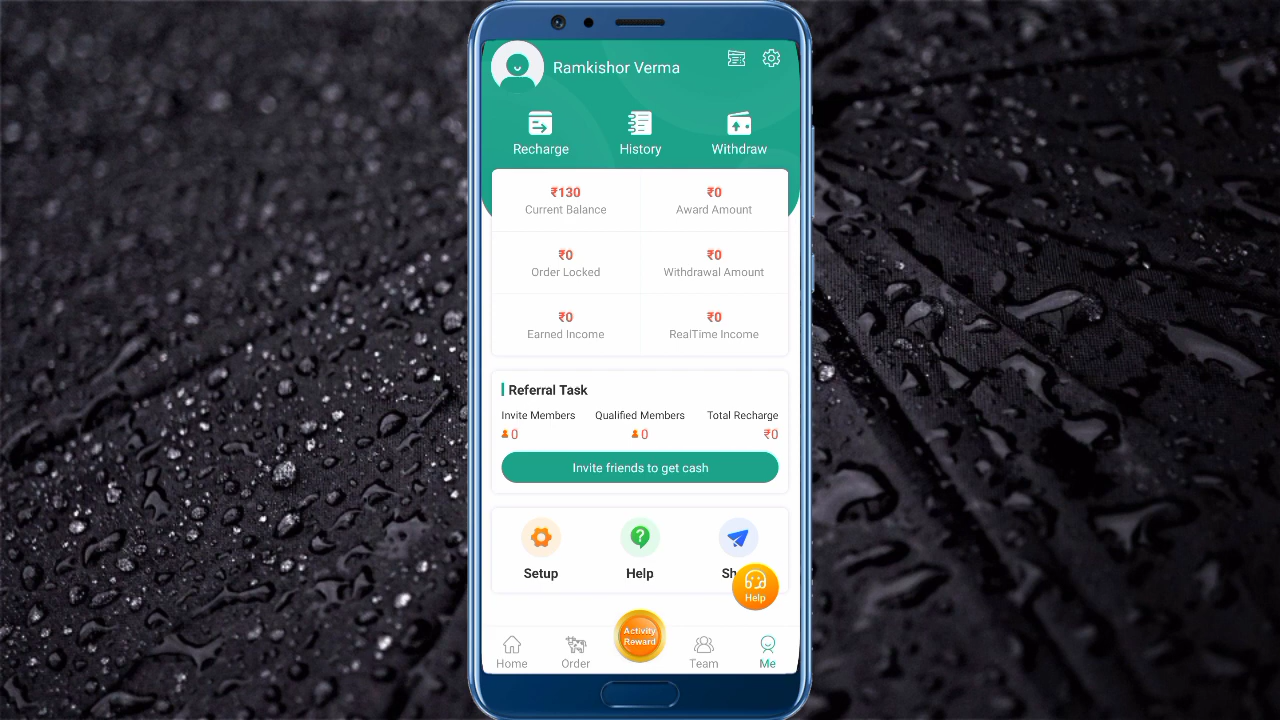 Ramkishor Verma
Recharge
History
Withdraw
₹130
₹0
Current Balance
Award Amount
₹0
₹0
Order Locked
Withdrawal Amount
₹0
₹0
Earned Income
RealTime Income
Referral Task
Invite Members
Qualified Members
Total Recharge
0
0
₹0
Invite friends to get cash
Setup
Help
Help
Activity
Reward
Home
Order
Team
Me